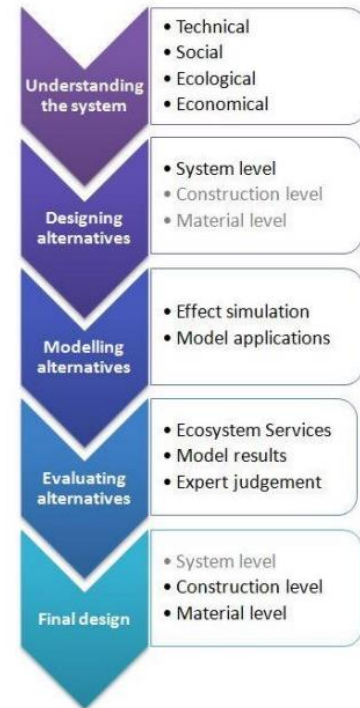 Understanding
the system
• Technical
• Social
• Ecological
• Economical
Designing
alternatives
• System level
• Construction level
• Material level
Modelling
alternatives
• Effect simulation
• Model applications
Evaluating
alternatives
• Ecosystem Services
• Model results
• Expert judgement
Final design
• System level
• Construction level
• Material level